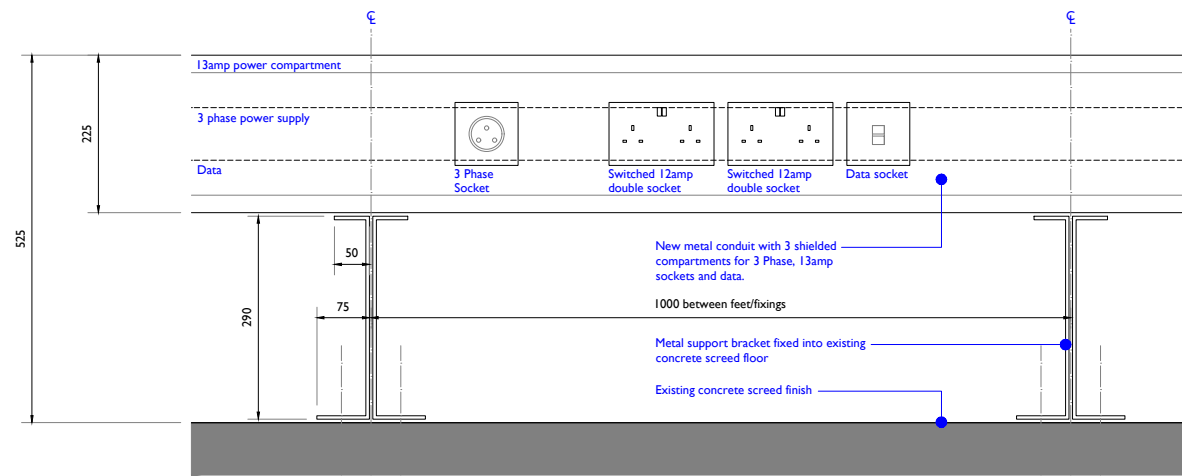 ℄
℄
13amp power compartment
3 phase power supply
Data
225
525
3 Phase
Socket
Switched 12amp
double socket
Switched 12amp
double socket
Data socket
New metal conduit with 3 shielded
compartments for 3 Phase, 13amp
sockets and data.
50
75
290
1000 between feet/fixings
Metal support bracket fixed into existing
concrete screed floor
Existing concrete screed finish